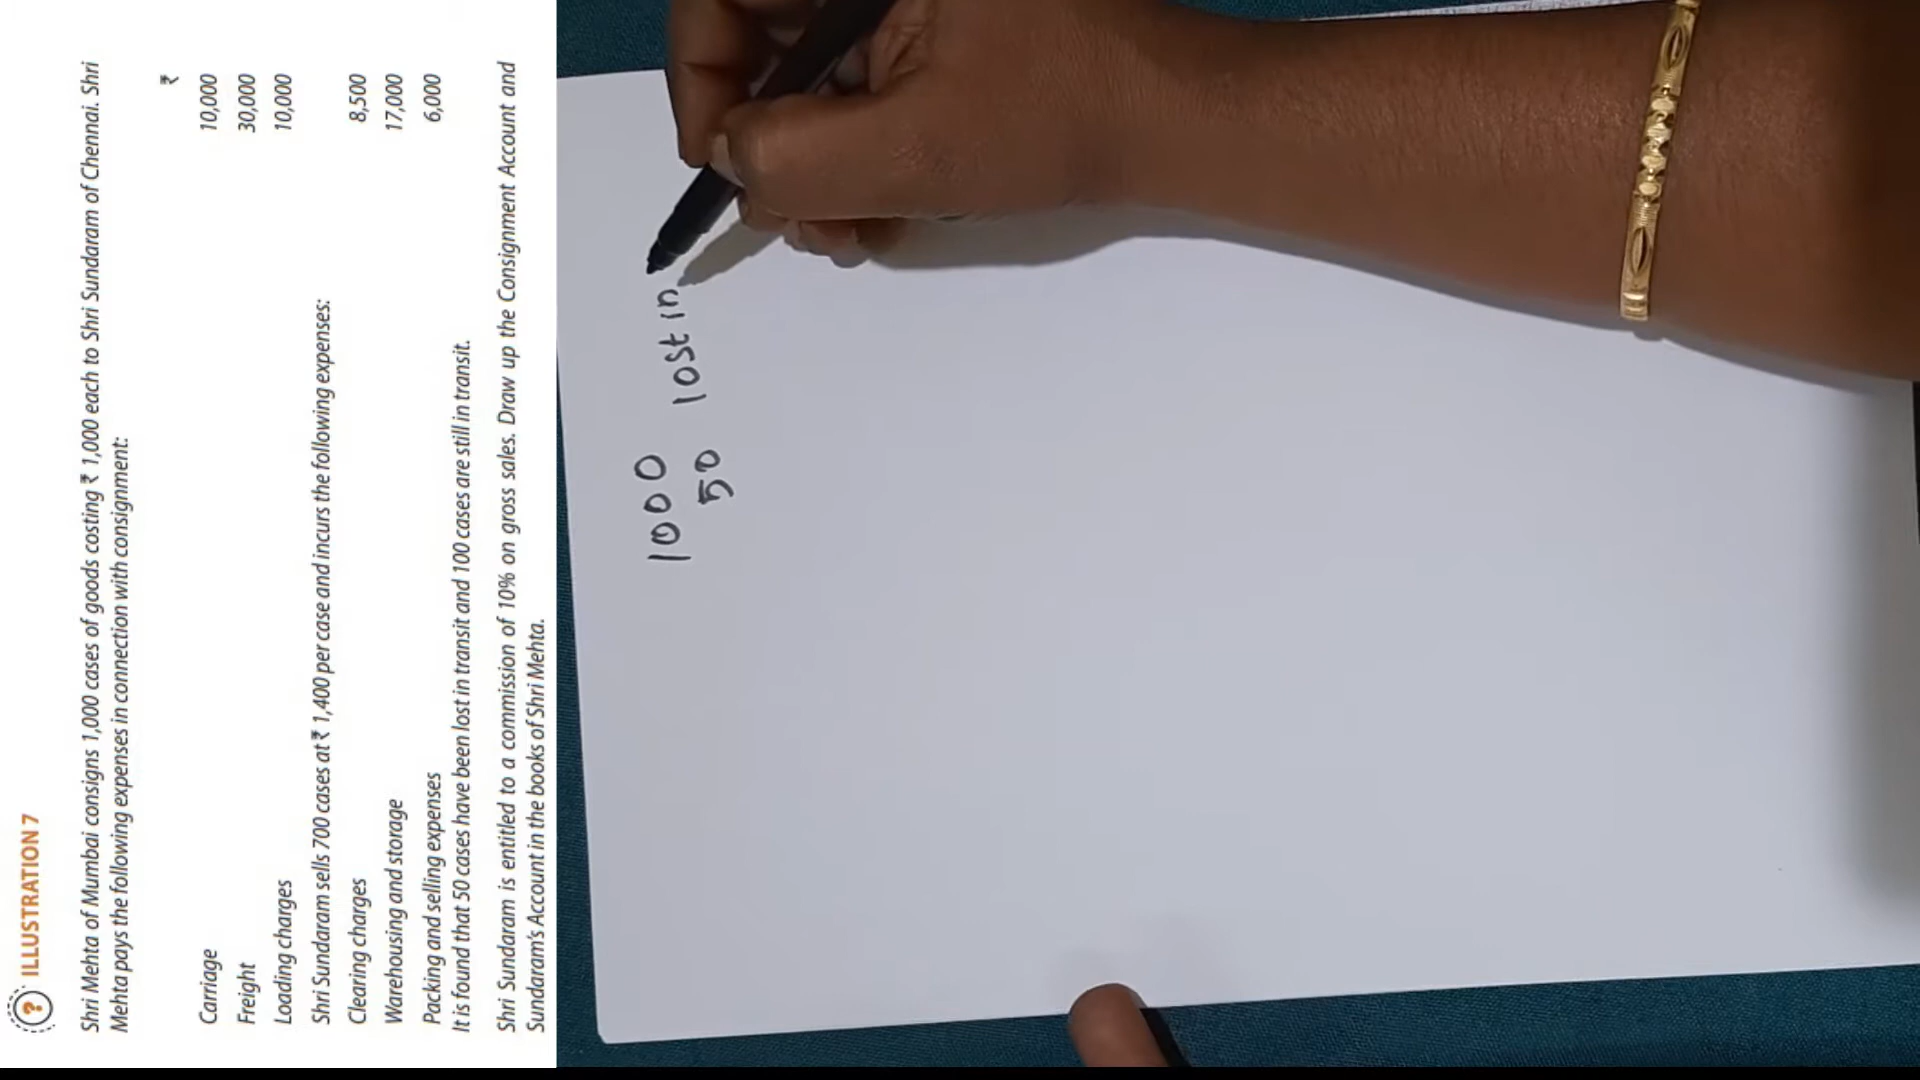 ? ILLUSTRATION 7
Shri Mehta of Mumbai consigns 1,000 cases of goods costing ₹ 1,000 each to Shri Sundaram of Chennai. Shri
Mehta pays the following expenses in connection with consignment:
₹
Carriage 10,000
Freight 30,000
Loading charges 10,000
Shri Sundaram sells 700 cases at ₹ 1,400 per case and incurs the following expenses:
Clearing charges 8,500
Warehousing and storage 17,000
Packing and selling expenses 6,000
It is found that 50 cases have been lost in transit and 100 cases are still in transit.
Shri Sundaram is entitled to a commission of 10% on gross sales. Draw up the Consignment Account and
Sundaram's Account in the books of Shri Mehta.
1000
50 lost in